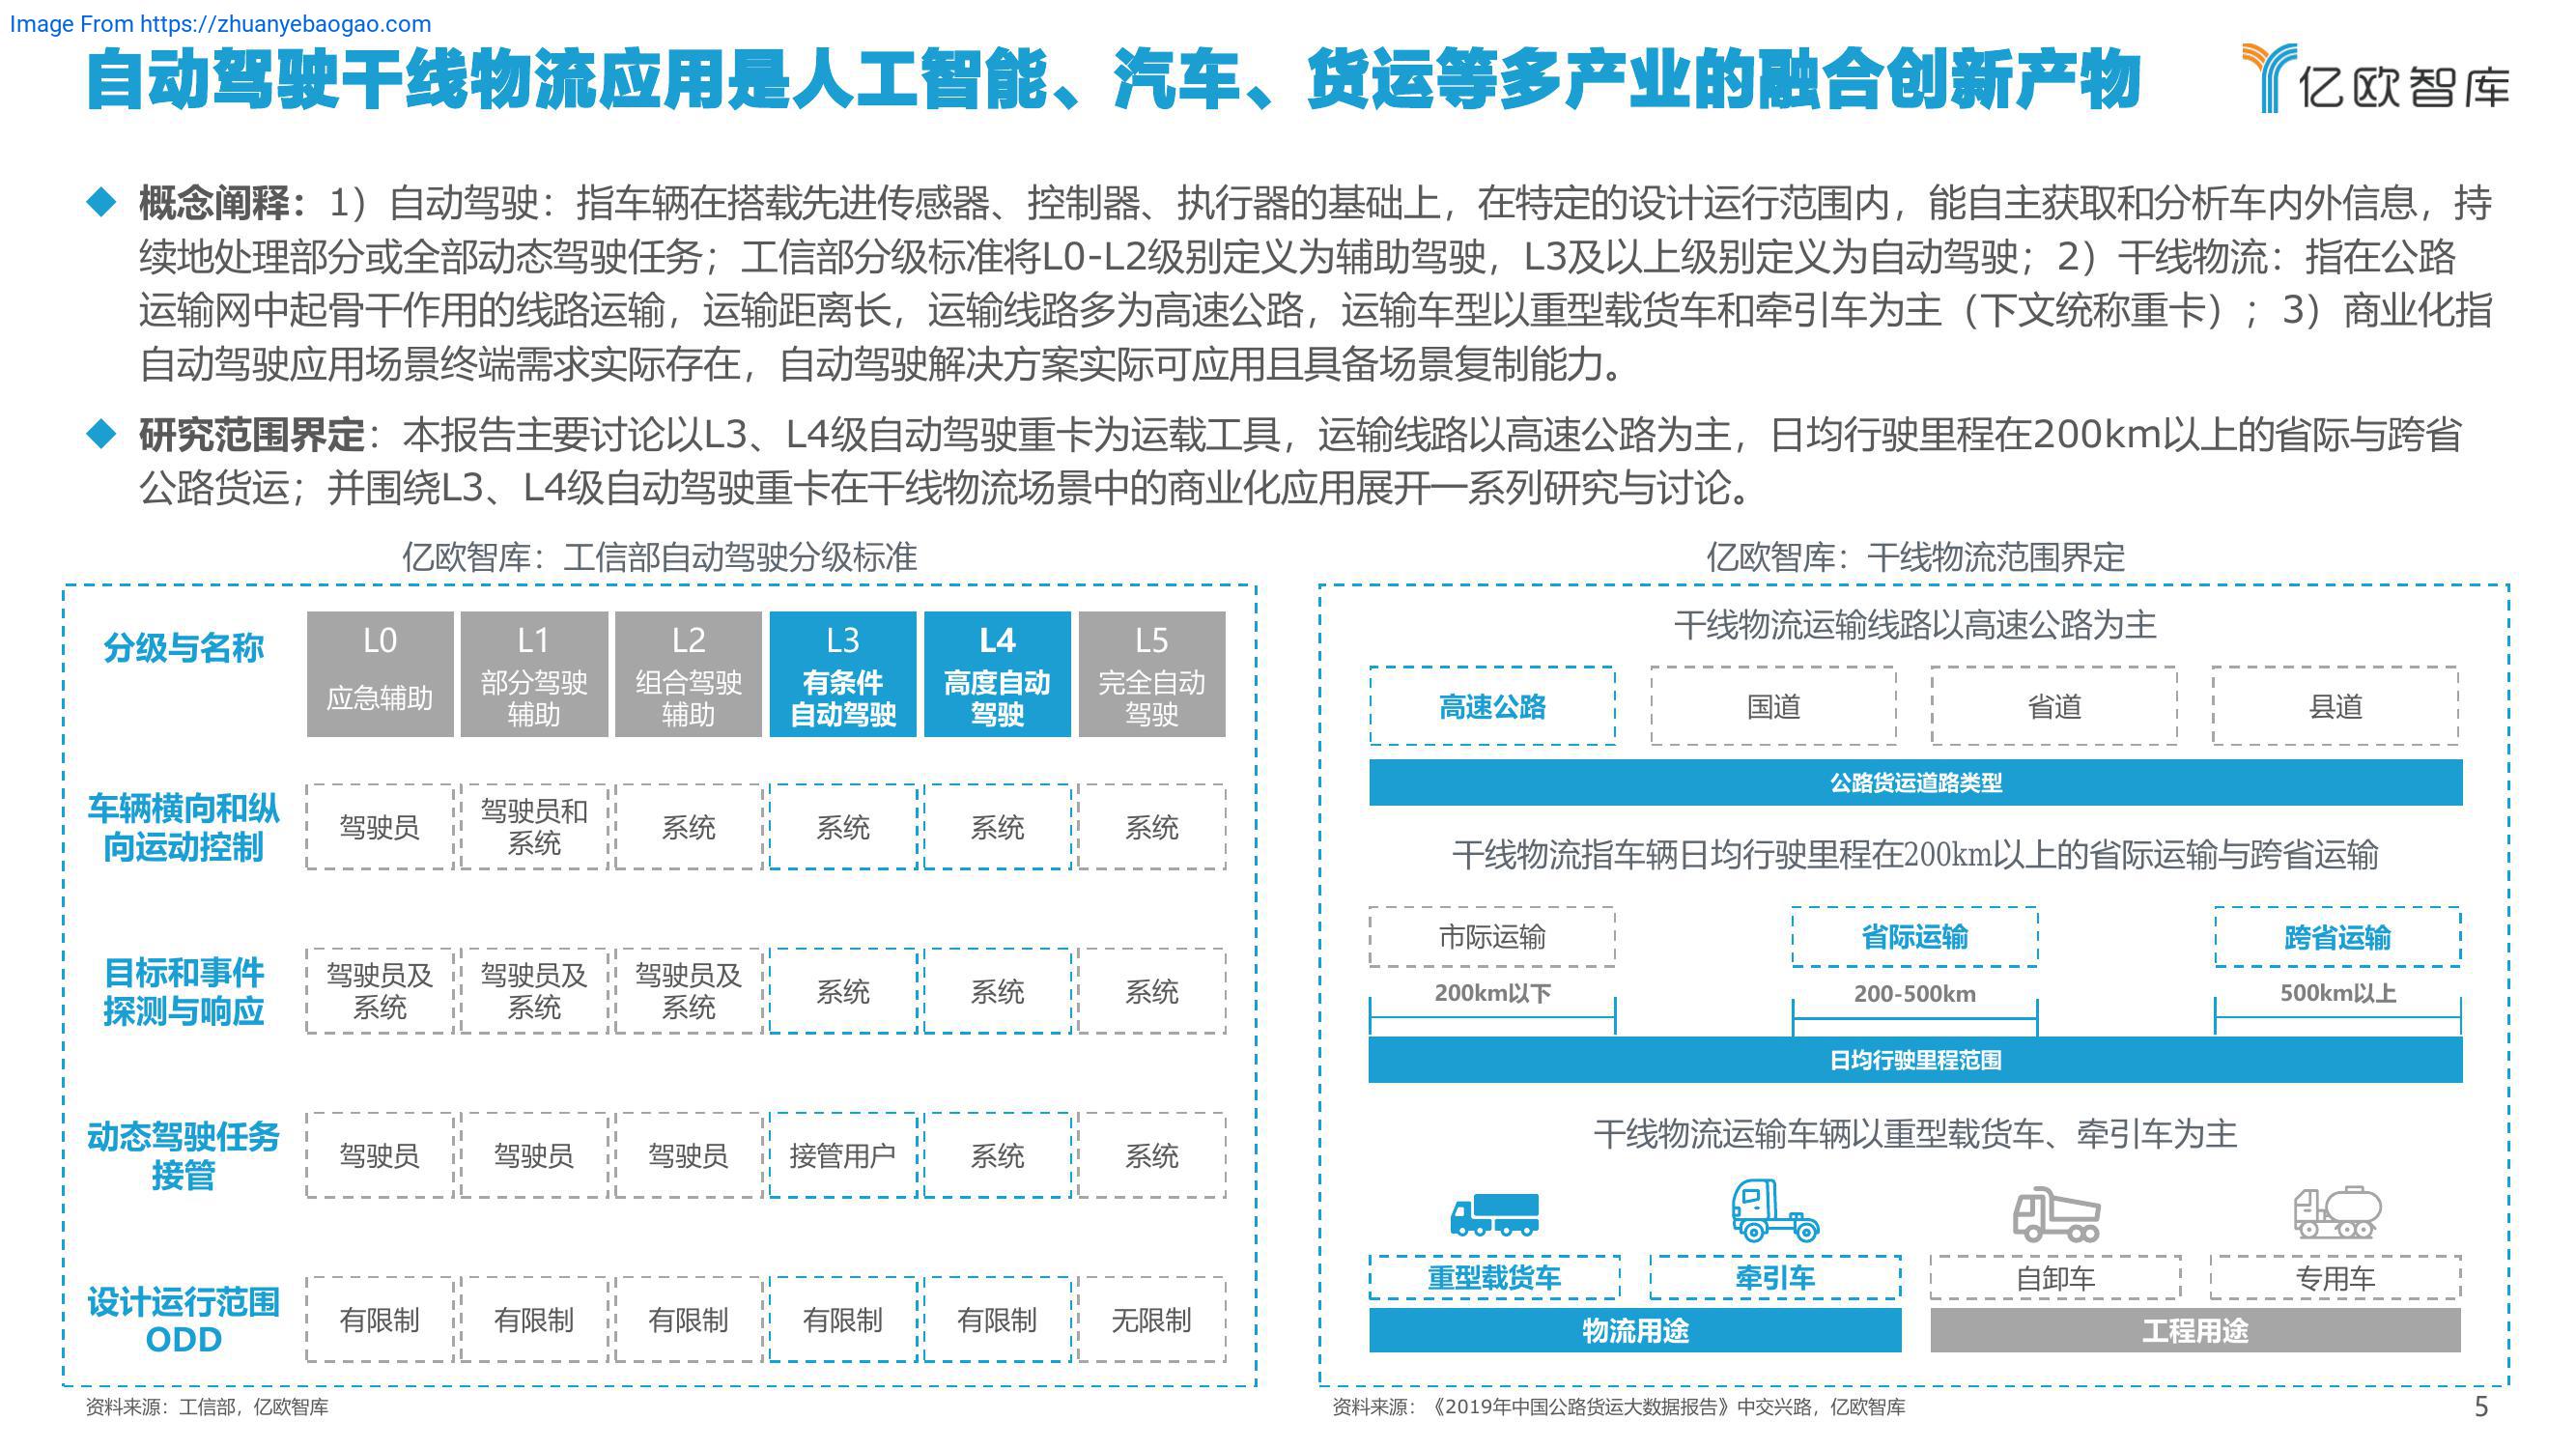 Image From https://zhuanyebaogao.com
自动驾驶干线物流应用是人工智能、汽车、货运等多产业的融合创新产物
亿欧智库
概念阐释：1）自动驾驶：指车辆在搭载先进传感器、控制器、执行器的基础上，在特定的设计运行范围内，能自主获取和分析车内外信息，持
续地处理部分或全部动态驾驶任务；工信部分级标准将L0-L2级别定义为辅助驾驶，L3及以上级别定义为自动驾驶；2）干线物流：指在公路
运输网中起骨干作用的线路运输，运输距离长，运输线路多为高速公路，运输车型以重型载货车和牵引车为主（下文统称重卡）；3）商业化指
自动驾驶应用场景终端需求实际存在，自动驾驶解决方案实际可应用且具备场景复制能力。
研究范围界定：本报告主要讨论以L3、L4级自动驾驶重卡为运载工具，运输线路以高速公路为主，日均行驶里程在200km以上的省际与跨省
公路货运；并围绕L3、L4级自动驾驶重卡在干线物流场景中的商业化应用展开一系列研究与讨论。
亿欧智库：工信部自动驾驶分级标准
分级与名称
L0
应急辅助
L1
部分驾驶
辅助
L2
组合驾驶
辅助
L3
有条件
自动驾驶
L4
高度自动
驾驶
L5
完全自动
驾驶
车辆横向和纵
向运动控制
驾驶员
驾驶员和
系统
系统
系统
系统
系统
目标和事件
探测与响应
驾驶员及
系统
驾驶员及
系统
驾驶员及
系统
系统
系统
系统
动态驾驶任务
接管
驾驶员
驾驶员
驾驶员
接管用户
系统
系统
设计运行范围
ODD
有限制
有限制
有限制
有限制
有限制
无限制
资料来源：工信部，亿欧智库
亿欧智库：干线物流范围界定
干线物流运输线路以高速公路为主
高速公路
国道
省道
县道
公路货运道路类型
干线物流指车辆日均行驶里程在200km以上的省际运输与跨省运输
市际运输
省际运输
跨省运输
200km以下
200-500km
500km以上
日均行驶里程范围
干线物流运输车辆以重型载货车、牵引车为主
重型载货车
牵引车
自卸车
专用车
物流用途
工程用途
资料来源：《2019年中国公路货运大数据报告》中交兴路，亿欧智库
5